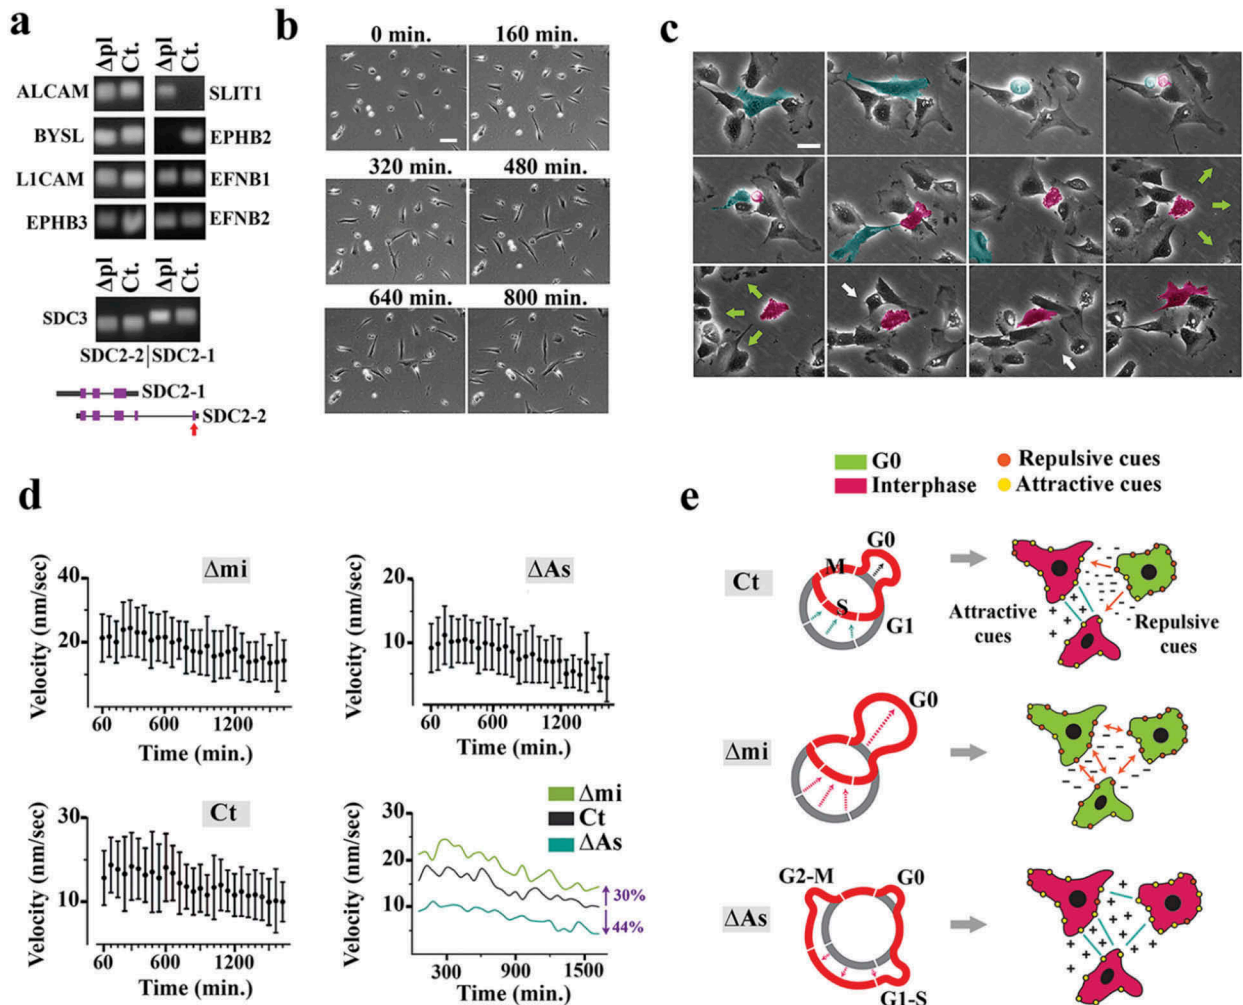 a
Δpl Ct. Δpl Ct.
ALCAM SLIT1
BYSL EPHB2
L1CAM EFNB1
EPHB3 EFNB2
Δpl Ct. Δpl Ct.
SDC3
SDC2-2 SDC2-1
SDC2-1
SDC2-2
b
0 min. 160 min.
320 min. 480 min.
640 min. 800 min.
c
d
Δmi
Velocity (nm/sec)
40
20
60 600 1200
Time (min.)
ΔAs
Velocity (nm/sec)
20
10
60 600 1200
Time (min.)
Ct
Velocity (nm/sec)
30
10
60 600 1200
Time (min.)
Δmi
Ct
ΔAs
Velocity (nm/sec)
30
20
10
30%
44%
300 900 1500
Time (min.)
e
G0 Repulsive cues
Interphase Attractive cues
Ct
G0
M
S
G1
Attractive cues
Repulsive cues
Δmi
G0
ΔAs
G2-M G0
G1-S